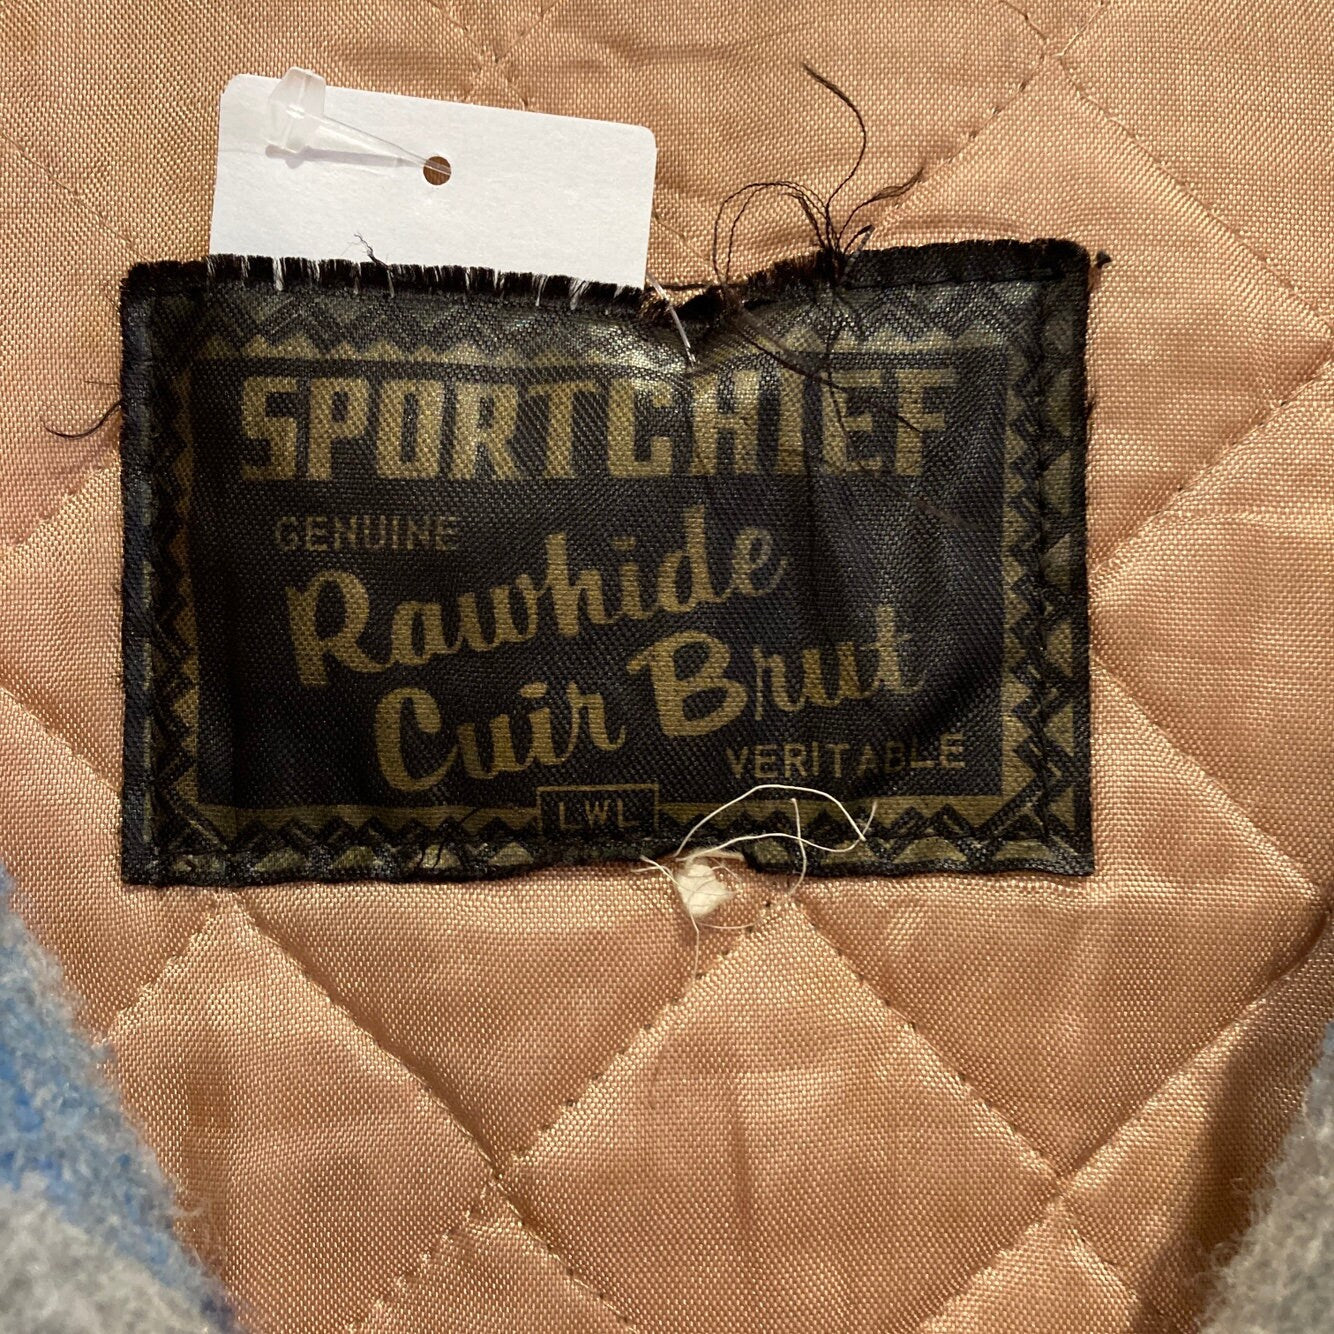 SPORTCHIEF
GENUINE
Rawhide
Cuir Brut
VERITABLE
LWL